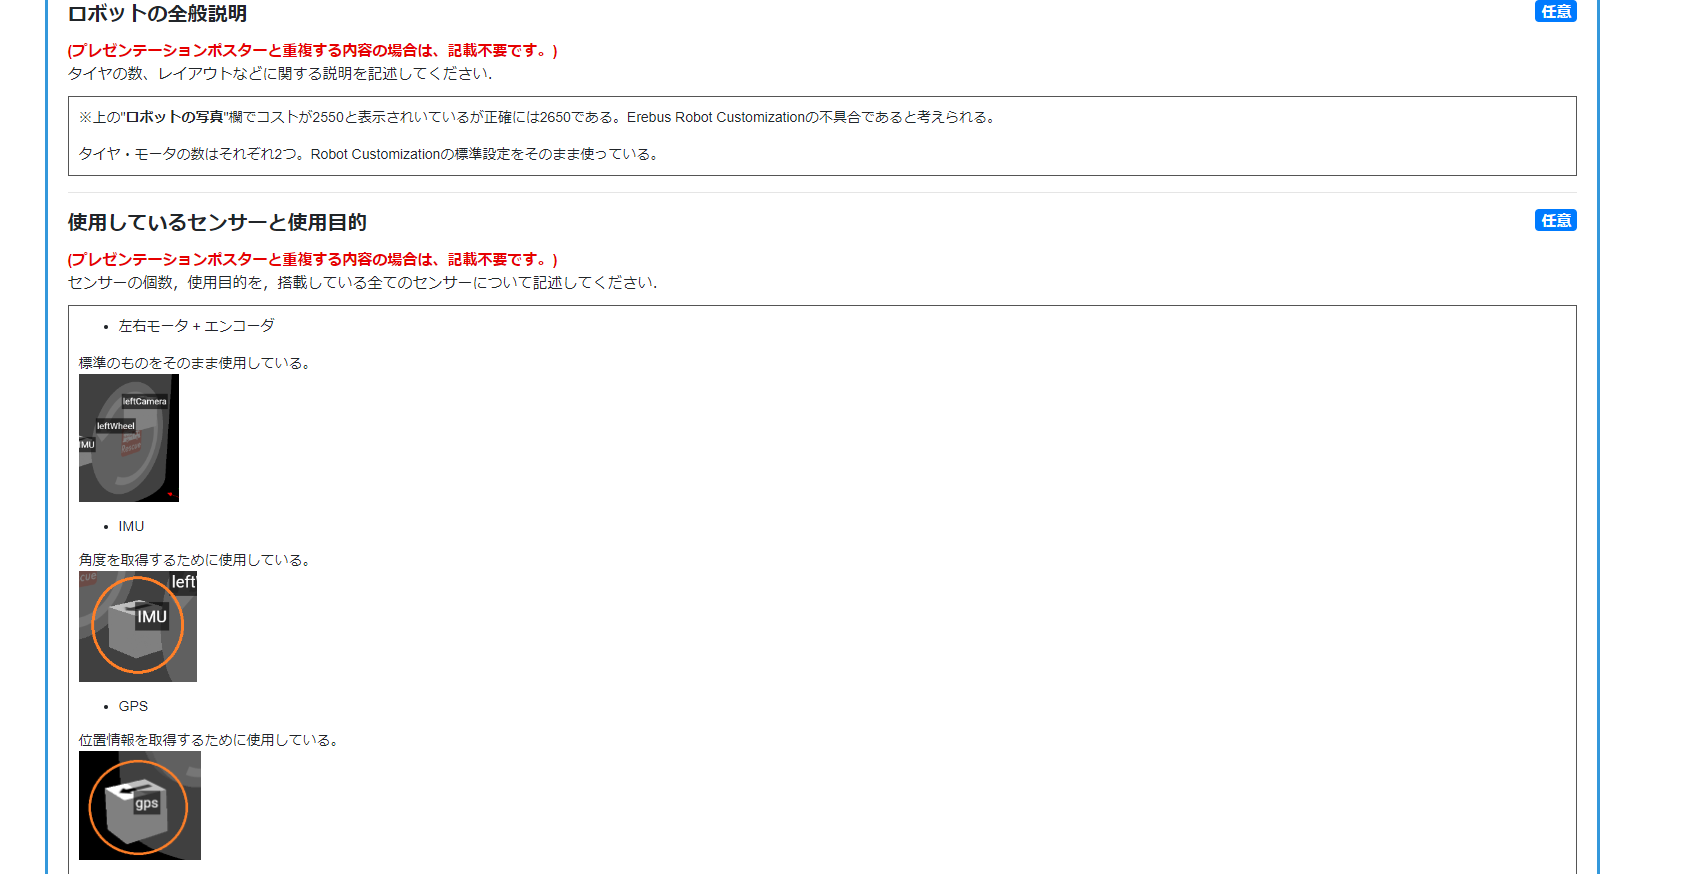 ロボットの全般説明
任意
(プレゼンテーションポスターと重複する内容の場合は、記載不要です。)
タイヤの数、レイアウトなどに関する説明を記述してください.
※上の"ロボットの写真"欄でコストが2550と表示されいているが正確には2650である。Erebus Robot Customizationの不具合であると考えられる。
タイヤ・モータの数はそれぞれ2つ。Robot Customizationの標準設定をそのまま使っている。
使用しているセンサーと使用目的
任意
(プレゼンテーションポスターと重複する内容の場合は、記載不要です。)
センサーの個数，使用目的を，搭載している全てのセンサーについて記述してください.
• 左右モータ + エンコーダ
標準のものをそのまま使用している。
leftCamera
leftWheel
IMU
Rescue
• IMU
角度を取得するために使用している。
cue
left
IMU
• GPS
位置情報を取得するために使用している。
gps